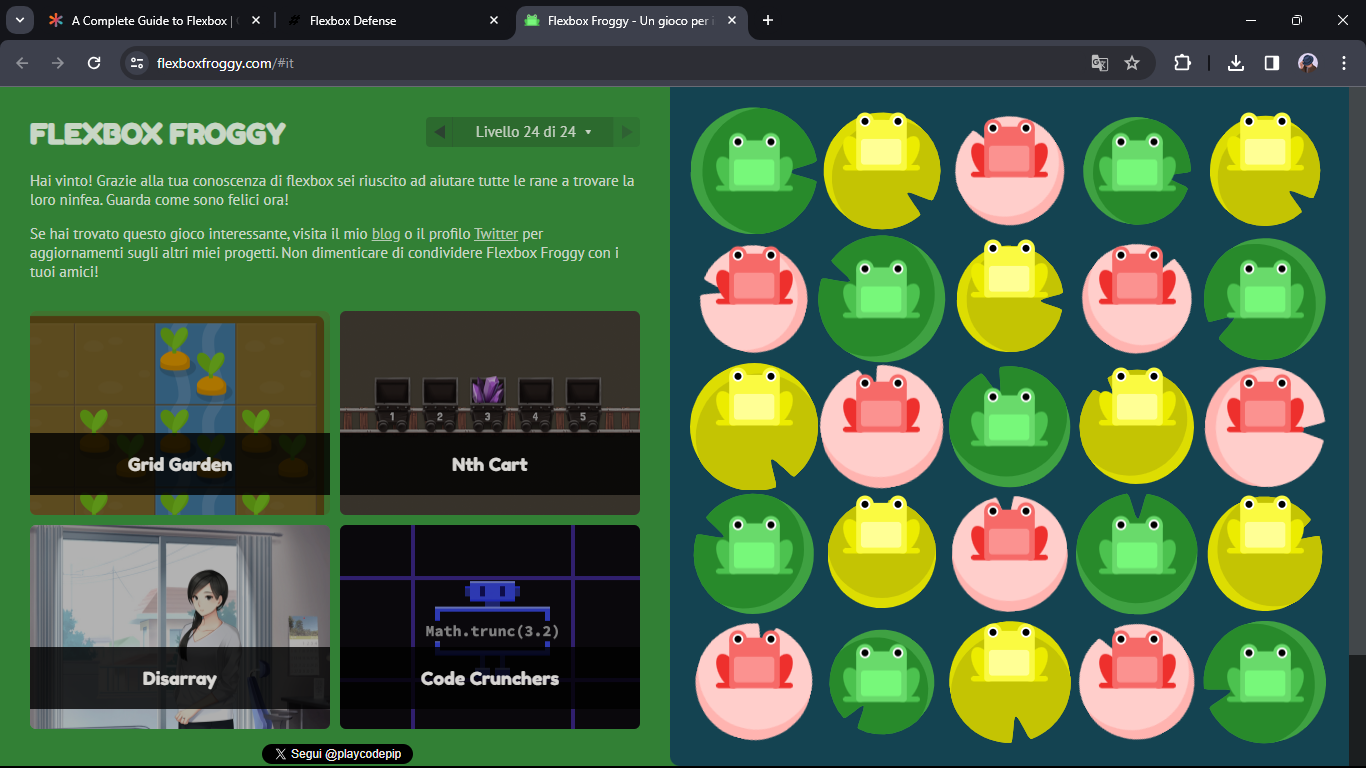 A Complete Guide to Flexbox |
Flexbox Defense
Flexbox Froggy - Un gioco per i
flexboxfroggy.com/#it
FLEXBOX FROGGY
Livello 24 di 24
Hai vinto! Grazie alla tua conoscenza di flexbox sei riuscito ad aiutare tutte le rane a trovare la
loro ninfea. Guarda come sono felici ora!
Se hai trovato questo gioco interessante, visita il mio blog o il profilo Twitter per
aggiornamenti sugli altri miei progetti. Non dimenticare di condividere Flexbox Froggy con i
tuoi amici!
1 2 3 4 5
Grid Garden
Nth Cart
Math.trunc(3.2)
Disarray
Code Crunchers
X Segui @playcodepip